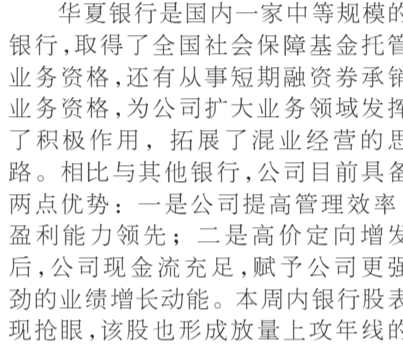 华夏银行是国内一家中等规模的
银行,取得了全国社会保障基金托管
业务资格,还有从事短期融资券承销
业务资格,为公司扩大业务领域发挥
了积极作用，拓展了混业经营的思
路。相比与其他银行,公司目前具备
两点优势：一是公司提高管理效率，
盈利能力领先；二是高价定向增发
后,公司现金流充足,赋予公司更强
劲的业绩增长动能。本周内银行股表
现抢眼,该股也形成放量上攻年线的